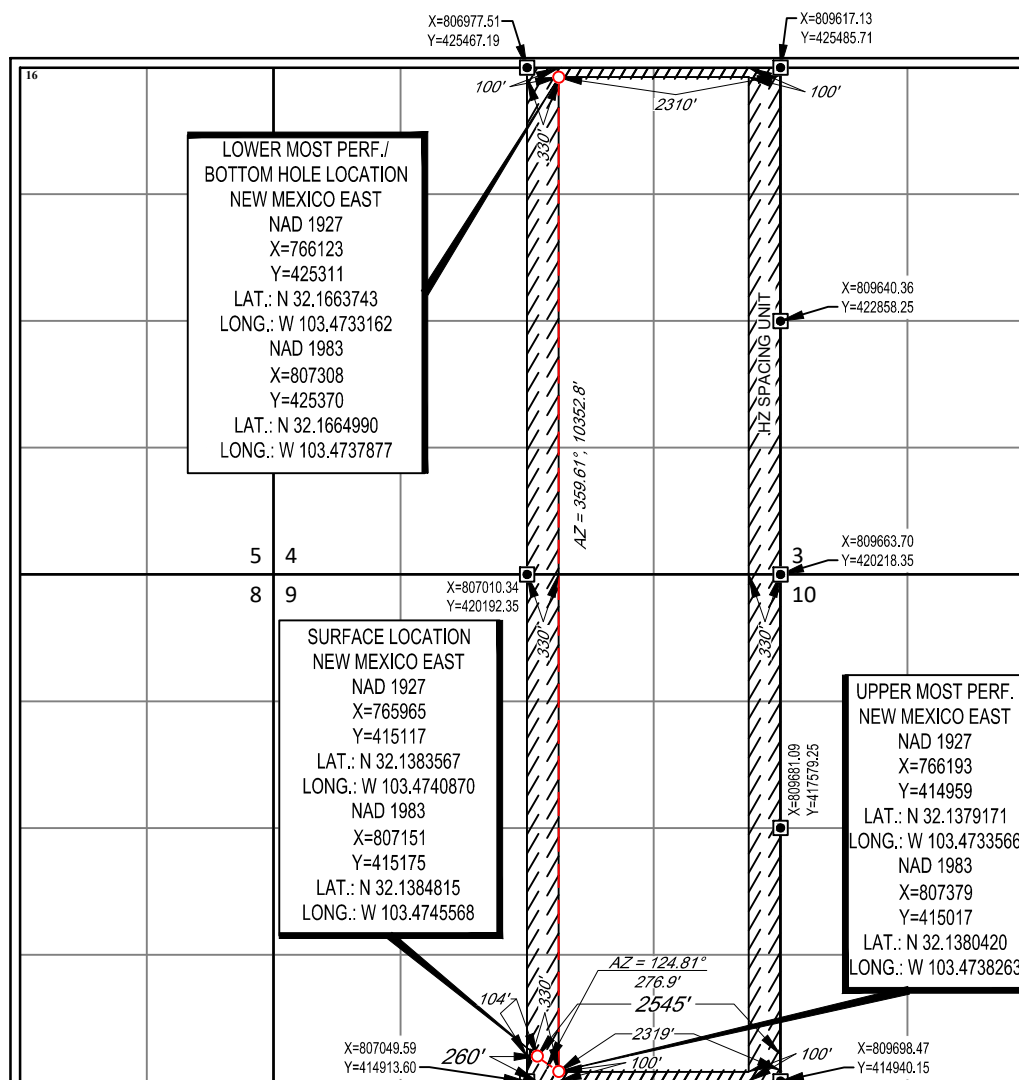 X=806977.51
Y=425467.19
X=809617.13
Y=425485.71
16
100'
2310'
100'
330'
LOWER MOST PERF./
BOTTOM HOLE LOCATION
NEW MEXICO EAST
NAD 1927
X=766123
Y=425311
LAT.: N 32.1663743
LONG.: W 103.4733162
NAD 1983
X=807308
Y=425370
LAT.: N 32.1664990
LONG.: W 103.4737877
X=809640.36
Y=422858.25
HZ SPACING UNIT
AZ = 359.61°, 10352.8'
5 4
3
X=809663.70
Y=420218.35
8 9
10
X=807010.34
Y=420192.35
330'
330'
SURFACE LOCATION
NEW MEXICO EAST
NAD 1927
X=765965
Y=415117
LAT.: N 32.1383567
LONG.: W 103.4740870
NAD 1983
X=807151
Y=415175
LAT.: N 32.1384815
LONG.: W 103.4745568
X=809681.09
Y=417579.25
UPPER MOST PERF.
NEW MEXICO EAST
NAD 1927
X=766193
Y=414959
LAT.: N 32.1379171
LONG.: W 103.4733566
NAD 1983
X=807379
Y=415017
LAT.: N 32.1380420
LONG.: W 103.4738263
AZ = 124.81°
276.9'
104'
330'
2545'
2319'
X=807049.59
Y=414913.60
260'
100'
100'
X=809698.47
Y=414940.15